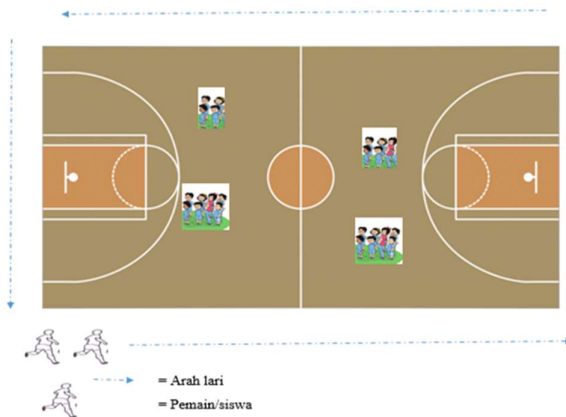 = Arah lari
= Pemain/siswa